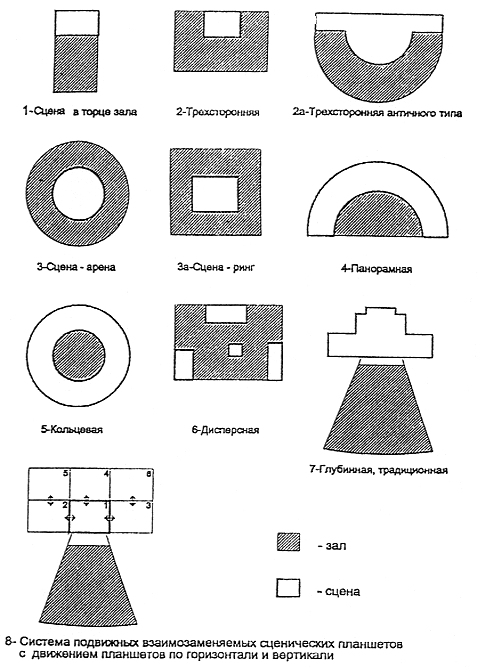 1-Сцена в торце зала
2-Трехсторонняя
2а-Трехсторонняя античного типа
3-Сцена - арена
3а-Сцена - ринг
4-Панорамная
5-Кольцевая
6-Дисперсная
7-Глубинная, традиционная
5 4 6
2 1 3
- зал
- сцена
8- Система подвижных взаимозаменяемых сценических планшетов
с движением планшетов по горизонтали и вертикали